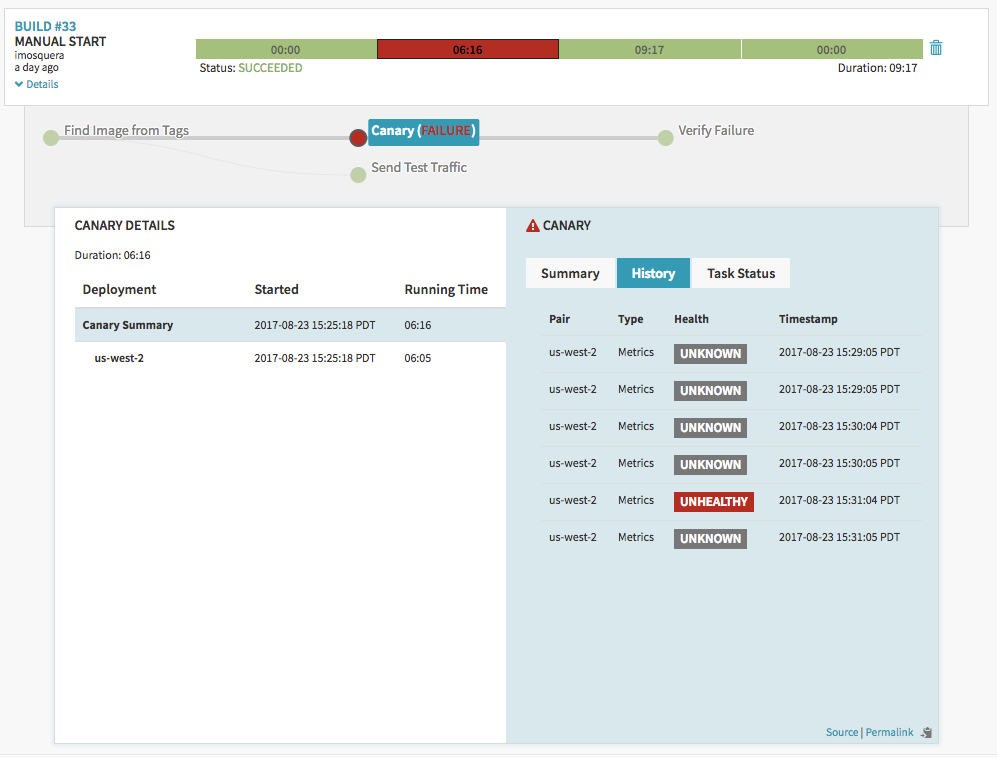 BUILD #33
MANUAL START
imosquera
a day ago
Details
00:00 06:16 09:17 00:00
Status: SUCCEEDED Duration: 09:17
Find Image from Tags Canary (FAILURE) Verify Failure
Send Test Traffic
CANARY DETAILS
Duration: 06:16
Deployment Started Running Time
Canary Summary 2017-08-23 15:25:18 PDT 06:16
us-west-2 2017-08-23 15:25:18 PDT 06:05
CANARY
Summary History Task Status
Pair Type Health Timestamp
us-west-2 Metrics UNKNOWN 2017-08-23 15:29:05 PDT
us-west-2 Metrics UNKNOWN 2017-08-23 15:29:05 PDT
us-west-2 Metrics UNKNOWN 2017-08-23 15:30:04 PDT
us-west-2 Metrics UNKNOWN 2017-08-23 15:30:05 PDT
us-west-2 Metrics UNHEALTHY 2017-08-23 15:31:04 PDT
us-west-2 Metrics UNKNOWN 2017-08-23 15:31:05 PDT
Source | Permalink